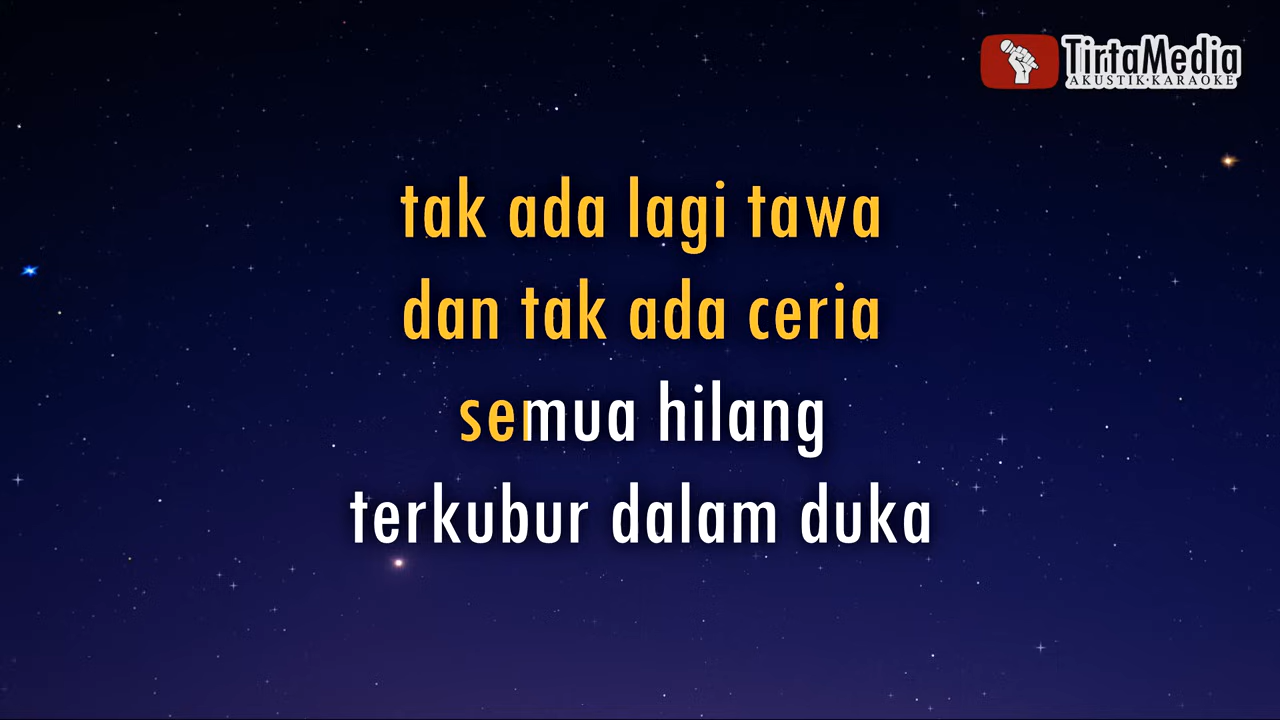 TirtaMedia
AKUSTIK•KARAOKE
tak ada lagi tawa
dan tak ada ceria
semua hilang
terkubur dalam duka